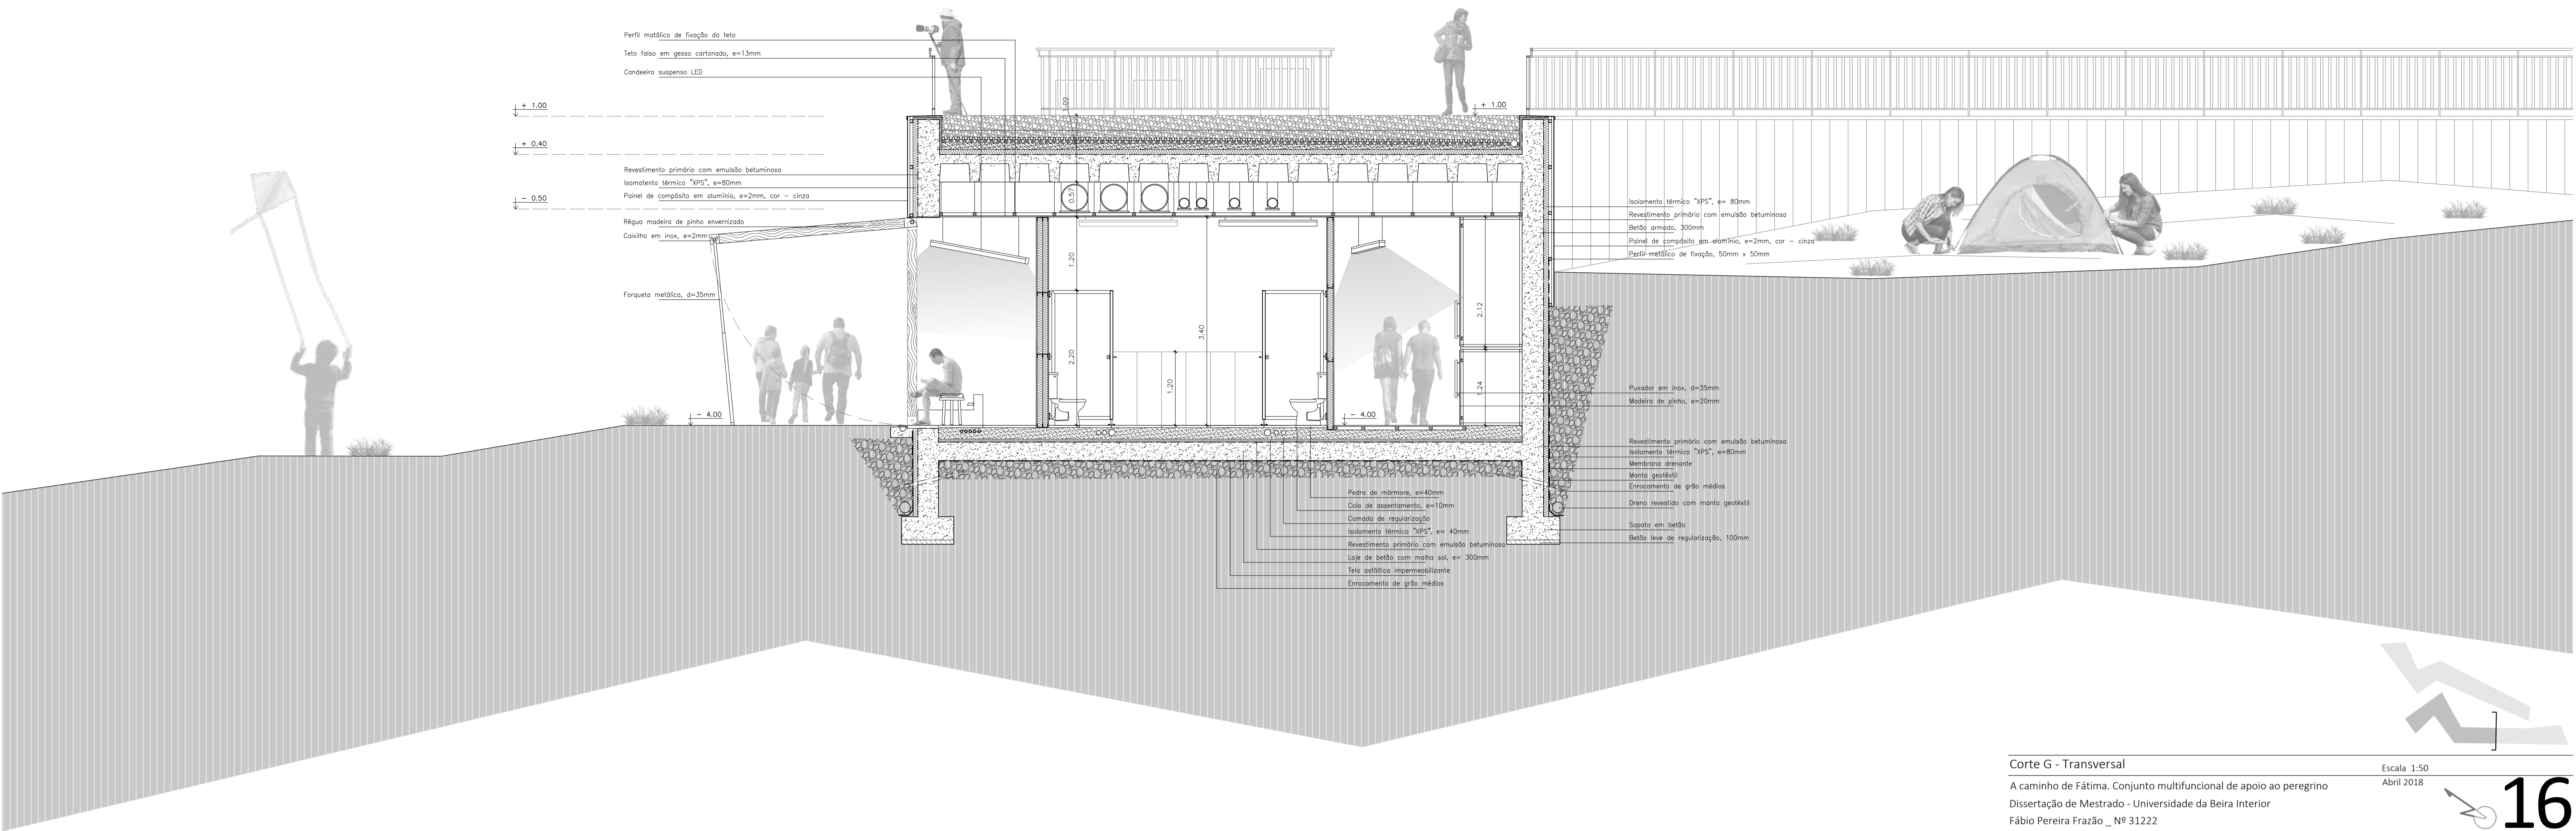 Perfil matálico de fixação do teto
Teto falso em gesso cartonado, e=13mm
Candeeiro suspenso LED
+ 1.00
+ 0.40
- 0.50
Revestimento primário com emulsão betuminosa
Isomatento térmico "XPS", e=80mm
Painel de compósito em alumínio, e=2mm, cor - cinza
Régua madeira de pinho envernizado
Caixilho em inox, e=2mm
Forqueta metálica, d=35mm
- 4.00
1.09
0.57
1.20
2.20
3.40
1.20
2.12
1.24
- 4.00
+ 1.00
Isolamento térmico "XPS", e= 80mm
Revestimento primário com emulsão betuminosa
Betão armado, 300mm
Painel de compósito em alumínio, e=2mm, cor - cinza
Perfil metálico de fixação, 50mm x 50mm
Puxador em inox, d=35mm
Madeira de pinho, e=20mm
Revestimento primário com emulsão betuminosa
Isolamento térmico "XPS", e=80mm
Membrana drenante
Manta geotêxtil
Enrocamento de grão médios
Dreno revestido com manta geotêxtil
Sapata em betão
Betão leve de regularização, 100mm
Pedra de mármore, e=40mm
Cola de assentamento, e=10mm
Camada de regularização
Isolamento térmico "XPS", e= 40mm
Revestimento primário com emulsão betuminosa
Laje de betão com malha sol, e= 300mm
Tela asfáltica impermeabilizante
Enrocamento de grão médios
Corte G - Transversal
Escala 1:50
A caminho de Fátima. Conjunto multifuncional de apoio ao peregrino
Abril 2018
Dissertação de Mestrado - Universidade da Beira Interior
Fábio Pereira Frazão _ Nº 31222
16